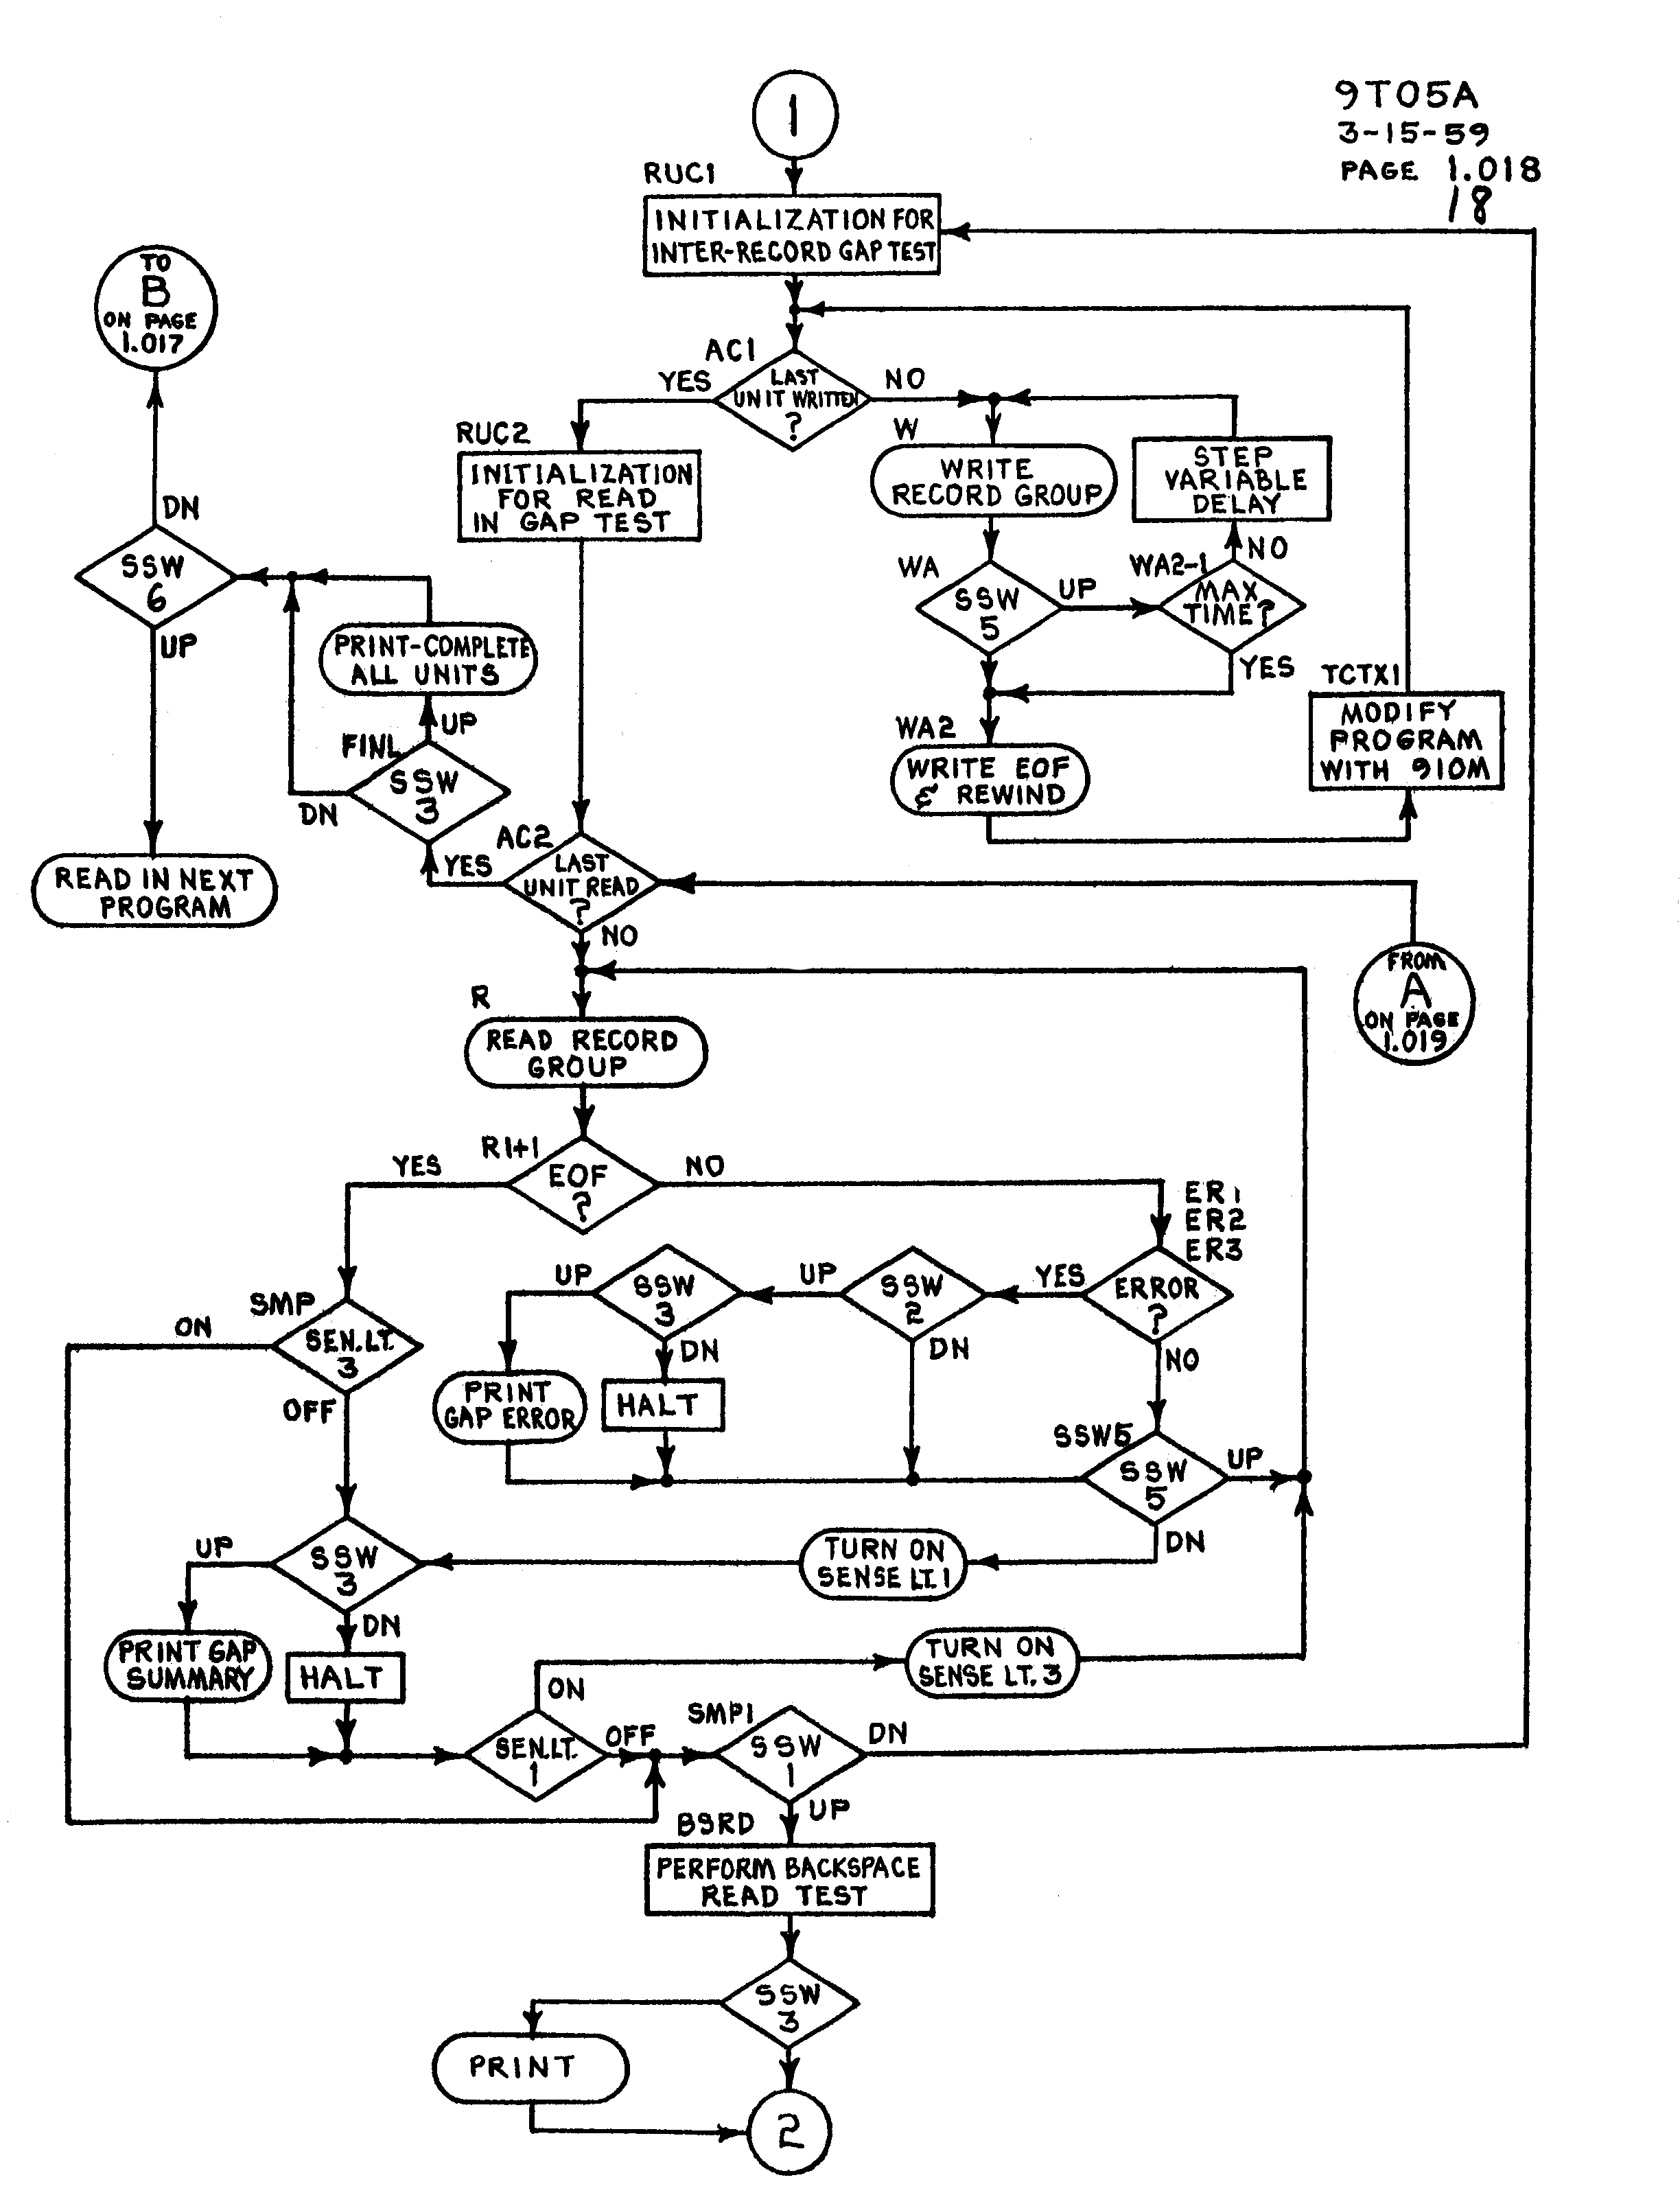 9T05A
3-15-59
PAGE 1.018
18
1
RUC1
INITIALIZATION FOR
INTER-RECORD GAP TEST
TO
B
ON PAGE
1.017
AC1
YES
LAST
UNIT WRITTEN
?
NO
RUC2
INITIALIZATION
FOR READ
IN GAP TEST
W
WRITE
RECORD GROUP
STEP
VARIABLE
DELAY
NO
WA
SSW
5
UP
WA2-1
MAX
TIME?
YES
DN
SSW
6
UP
PRINT-COMPLETE
ALL UNITS
UP
FINL
SSW
3
DN
TCTX1
MODIFY
PROGRAM
WITH 910M
WA2
WRITE EOF
& REWIND
READ IN NEXT
PROGRAM
YES
AC2
LAST
UNIT READ
?
NO
FROM
A
ON PAGE
1.019
R
READ RECORD
GROUP
R1+1
YES
EOF
?
NO
ER1
ER2
ER3
ERROR
?
YES
NO
SSW
2
UP
DN
SSW
3
UP
DN
PRINT
GAP ERROR
HALT
SMP
ON
SEN.LT.
3
OFF
SSW5
SSW
5
UP
DN
TURN ON
SENSE LT.1
UP
SSW
3
DN
PRINT GAP
SUMMARY
HALT
TURN ON
SENSE LT.3
ON
SEN.LT.
1
OFF
SMP1
SSW
1
DN
UP
BSRD
PERFORM BACKSPACE
READ TEST
SSW
3
PRINT
2